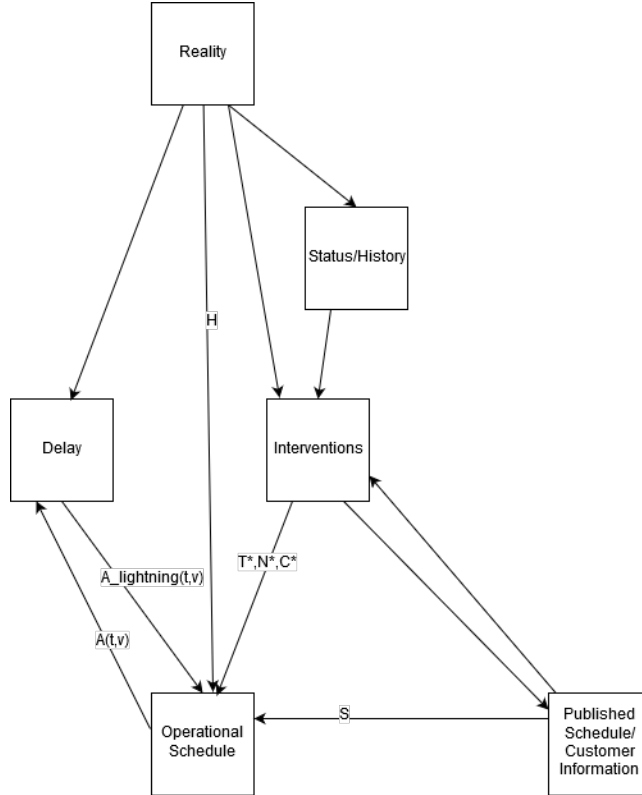 Reality
Status/History
H
Delay
Interventions
T*,N*,C*
A_lightning(t,v)
A(t,v)
Operational
Schedule
S
Published
Schedule/
Customer
Information